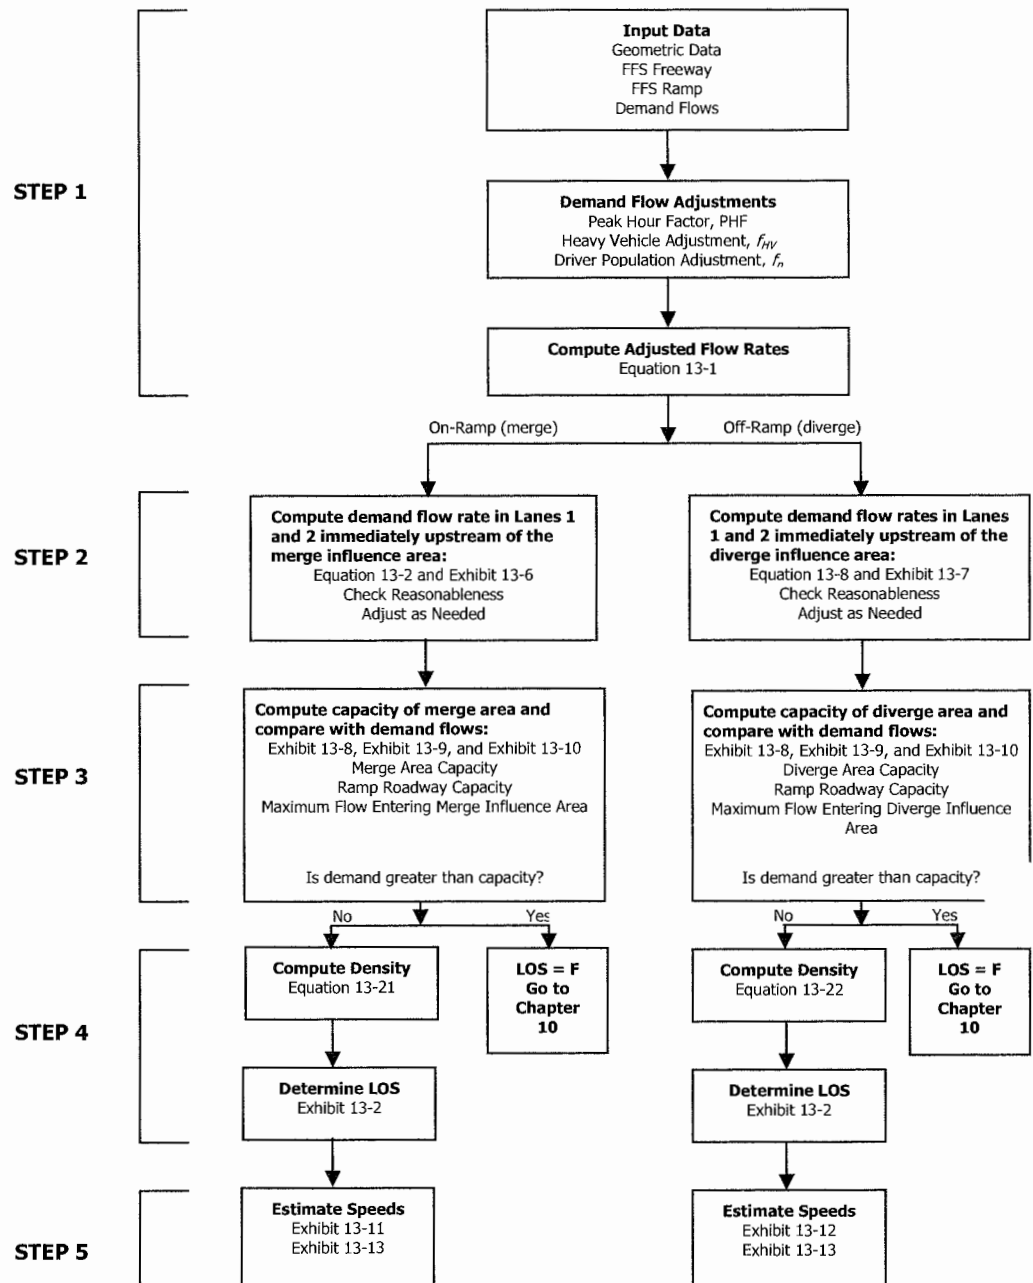 STEP 1
Input Data
Geometric Data
FFS Freeway
FFS Ramp
Demand Flows
Demand Flow Adjustments
Peak Hour Factor, PHF
Heavy Vehicle Adjustment, fHV
Driver Population Adjustment, fp
Compute Adjusted Flow Rates
Equation 13-1
On-Ramp (merge)
Off-Ramp (diverge)
STEP 2
Compute demand flow rate in Lanes 1
and 2 immediately upstream of the
merge influence area:
Equation 13-2 and Exhibit 13-6
Check Reasonableness
Adjust as Needed
Compute demand flow rates in Lanes
1 and 2 immediately upstream of the
diverge influence area:
Equation 13-8 and Exhibit 13-7
Check Reasonableness
Adjust as Needed
STEP 3
Compute capacity of merge area and
compare with demand flows:
Exhibit 13-8, Exhibit 13-9, and Exhibit 13-10
Merge Area Capacity
Ramp Roadway Capacity
Maximum Flow Entering Merge Influence Area
Is demand greater than capacity?
Compute capacity of diverge area and
compare with demand flows:
Exhibit 13-8, Exhibit 13-9, and Exhibit 13-10
Diverge Area Capacity
Ramp Roadway Capacity
Maximum Flow Entering Diverge Influence
Area
Is demand greater than capacity?
No
Yes
No
Yes
STEP 4
Compute Density
Equation 13-21
LOS = F
Go to
Chapter
10
Compute Density
Equation 13-22
LOS = F
Go to
Chapter
10
Determine LOS
Exhibit 13-2
Determine LOS
Exhibit 13-2
STEP 5
Estimate Speeds
Exhibit 13-11
Exhibit 13-13
Estimate Speeds
Exhibit 13-12
Exhibit 13-13